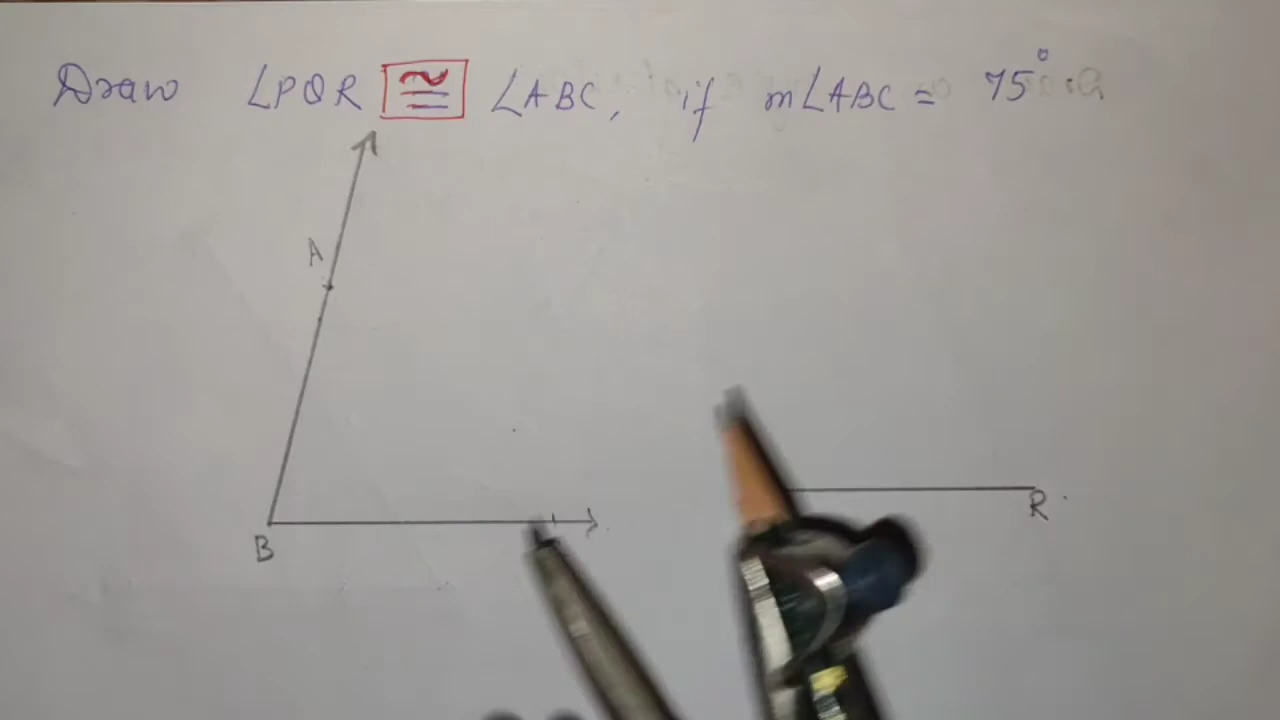 Draw ∠PQR ≅ ∠ABC, if m∠ABC = 75°
A
B
R